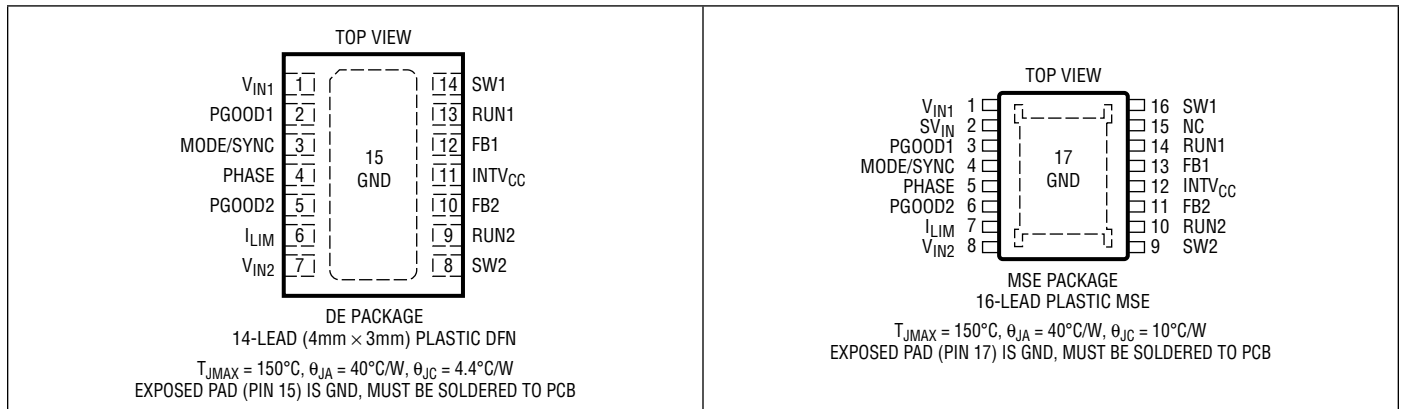 TOP VIEW
V_IN1 1 14 SW1
PGOOD1 2 13 RUN1
MODE/SYNC 3 12 FB1
PHASE 4 11 INTV_CC
PGOOD2 5 10 FB2
I_LIM 6 9 RUN2
V_IN2 7 8 SW2
15
GND
DE PACKAGE
14-LEAD (4mm × 3mm) PLASTIC DFN
T_JMAX = 150°C, θ_JA = 40°C/W, θ_JC = 4.4°C/W
EXPOSED PAD (PIN 15) IS GND, MUST BE SOLDERED TO PCB
TOP VIEW
V_IN1 1 16 SW1
SV_IN 2 15 NC
PGOOD1 3 14 RUN1
MODE/SYNC 4 13 FB1
PHASE 5 12 INTV_CC
PGOOD2 6 11 FB2
I_LIM 7 10 RUN2
V_IN2 8 9 SW2
17
GND
MSE PACKAGE
16-LEAD PLASTIC MSE
T_JMAX = 150°C, θ_JA = 40°C/W, θ_JC = 10°C/W
EXPOSED PAD (PIN 17) IS GND, MUST BE SOLDERED TO PCB